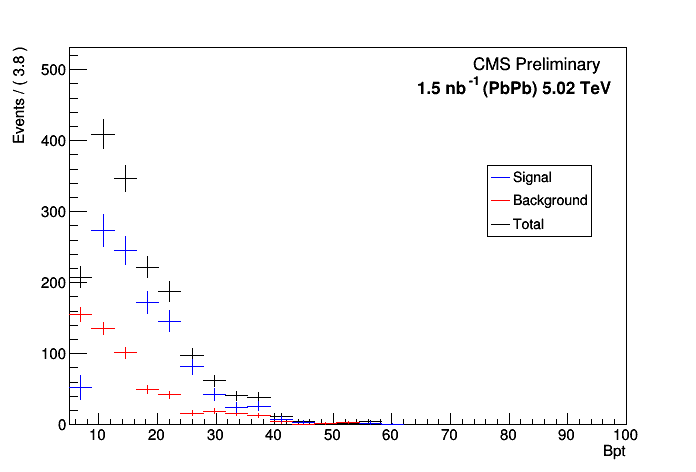 CMS Preliminary
1.5 nb-1 (PbPb) 5.02 TeV
Events / ( 3.8 )
500
400
300
200
100
0
Signal
Background
Total
10 20 30 40 50 60 70 80 90 100
Bpt